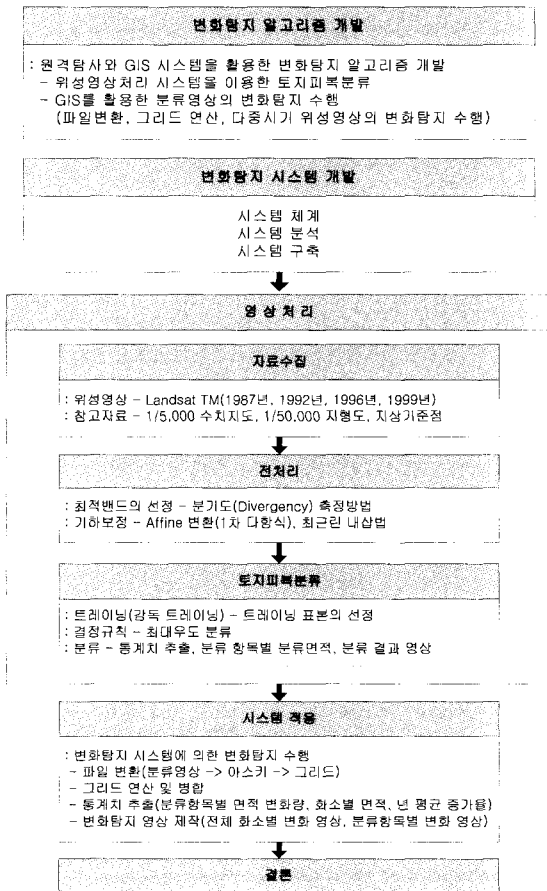 변화탐지 알고리즘 개발
: 원격탐사와 GIS 시스템을 활용한 변화탐지 알고리즘 개발
- 위성영상처리 시스템을 이용한 토지피복분류
- GIS를 활용한 분류영상의 변화탐지 수행
(파일변환, 그리드 연산, 다중시기 위성영상의 변화탐지 수행)
변화탐지 시스템 개발
시스템 체계
시스템 분석
시스템 구축
영상처리
자료수집
: 위성영상 - Landsat TM(1987년, 1992년, 1996년, 1999년)
: 참고자료 - 1/5,000 수치지도, 1/50,000 지형도, 지상기준점
전처리
: 최적밴드의 선정 - 분기도(Divergency) 측정방법
: 기하보정 - Affine 변환(1차 다항식), 최근린 내삽법
토지피복분류
: 트레이닝(감독 트레이닝) - 트레이닝 표본의 선정
: 결정규칙 - 최대우도 분류
: 분류 - 통계치 추출, 분류 항목별 분류면적, 분류 결과 영상
시스템 적용
: 변화탐지 시스템에 의한 변화탐지 수행
- 파일 변환(분류영상 -> 아스키 -> 그리드)
- 그리드 연산 및 병합
- 통계치 추출(분류항목별 면적 변화량, 화소별 면적, 년 평균 증가율)
- 변화탐지 영상 제작(전체 화소별 변화 영상, 분류항목별 변화 영상)
결론